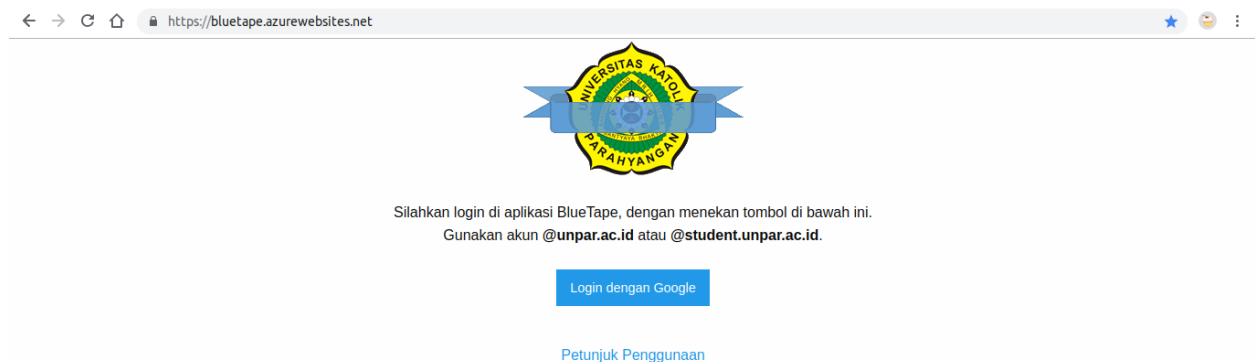 https://bluetape.azurewebsites.net
UNIVERSITAS KATOLIK
PARAHYANGAN
Silahkan login di aplikasi BlueTape, dengan menekan tombol di bawah ini.
Gunakan akun @unpar.ac.id atau @student.unpar.ac.id.
Login dengan Google
Petunjuk Penggunaan